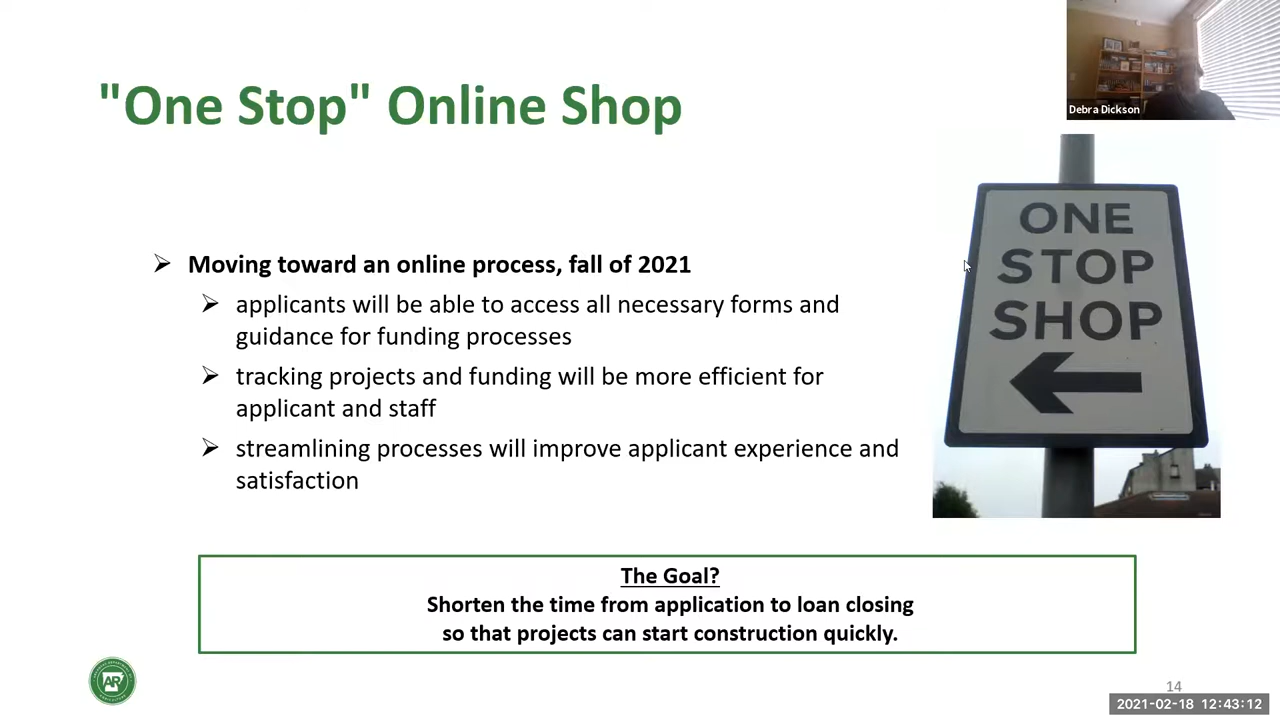 "One Stop" Online Shop
Debra Dickson
ONE
STOP
SHOP
Moving toward an online process, fall of 2021
applicants will be able to access all necessary forms and
guidance for funding processes
tracking projects and funding will be more efficient for
applicant and staff
streamlining processes will improve applicant experience and
satisfaction
The Goal?
Shorten the time from application to loan closing
so that projects can start construction quickly.
AR
14
2021-02-18 12:43:12